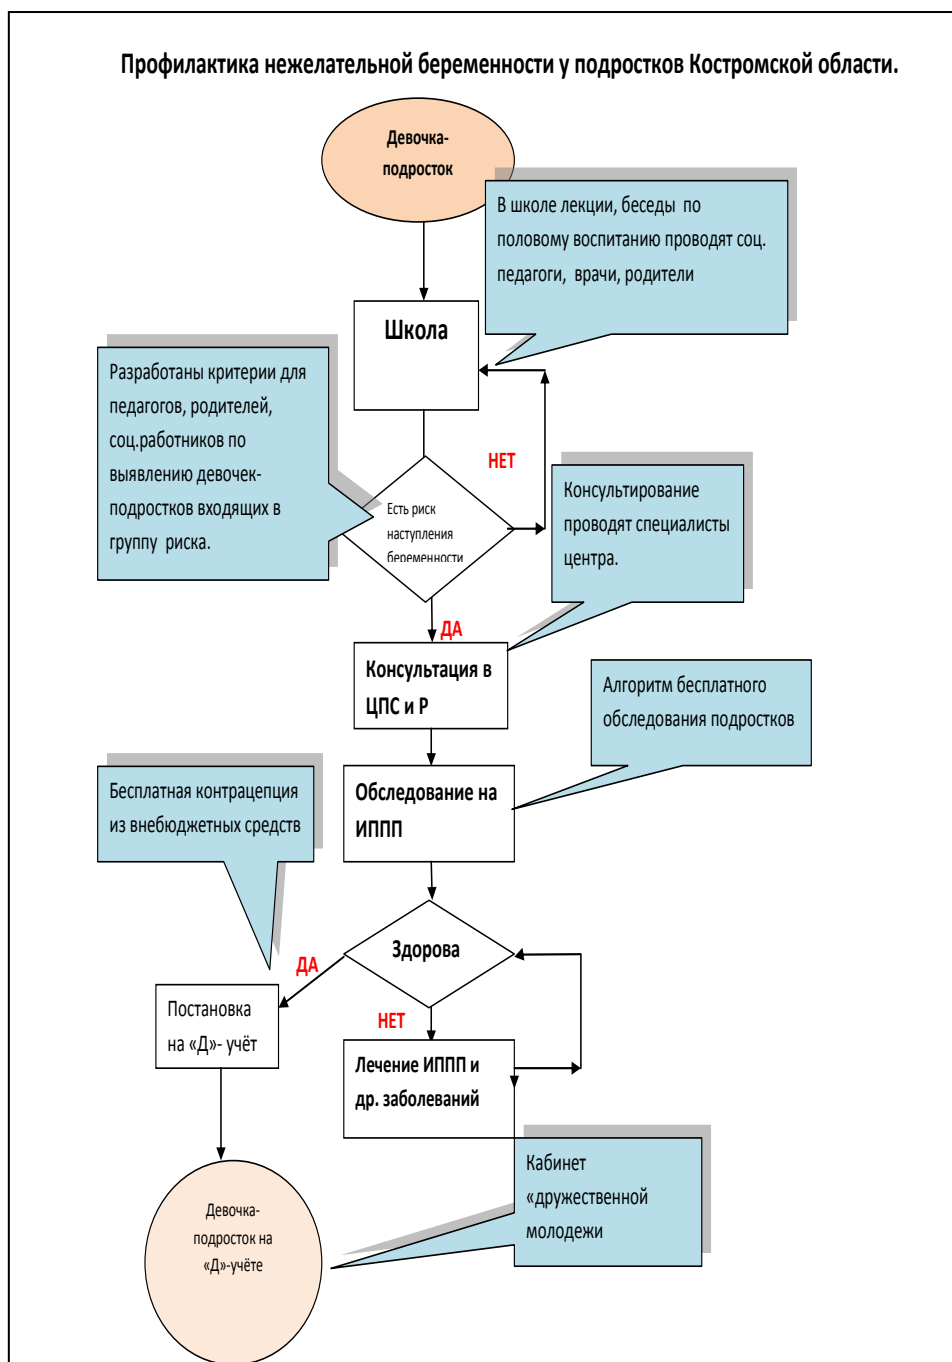 Профилактика нежелательной беременности у подростков Костромской области.
Девочка-
подросток
В школе лекции, беседы по
половому воспитанию проводят соц.
педагоги, врачи, родители
Школа
Разработаны критерии для
педагогов, родителей,
соц.работников по
выявлению девочек-
подростков входящих в
группу риска.
НЕТ
Есть риск
наступления
беременности
Консультирование
проводят специалисты
центра.
ДА
Консультация в
ЦПС и Р
Алгоритм бесплатного
обследования подростков
Обследование на
ИППП
Бесплатная контрацепция
из внебюджетных средств
Здорова
ДА
НЕТ
Постановка
на «Д»- учёт
Лечение ИППП и
др. заболеваний
Кабинет
«дружественной
молодежи
Девочка-
подросток на
«Д»-учёте